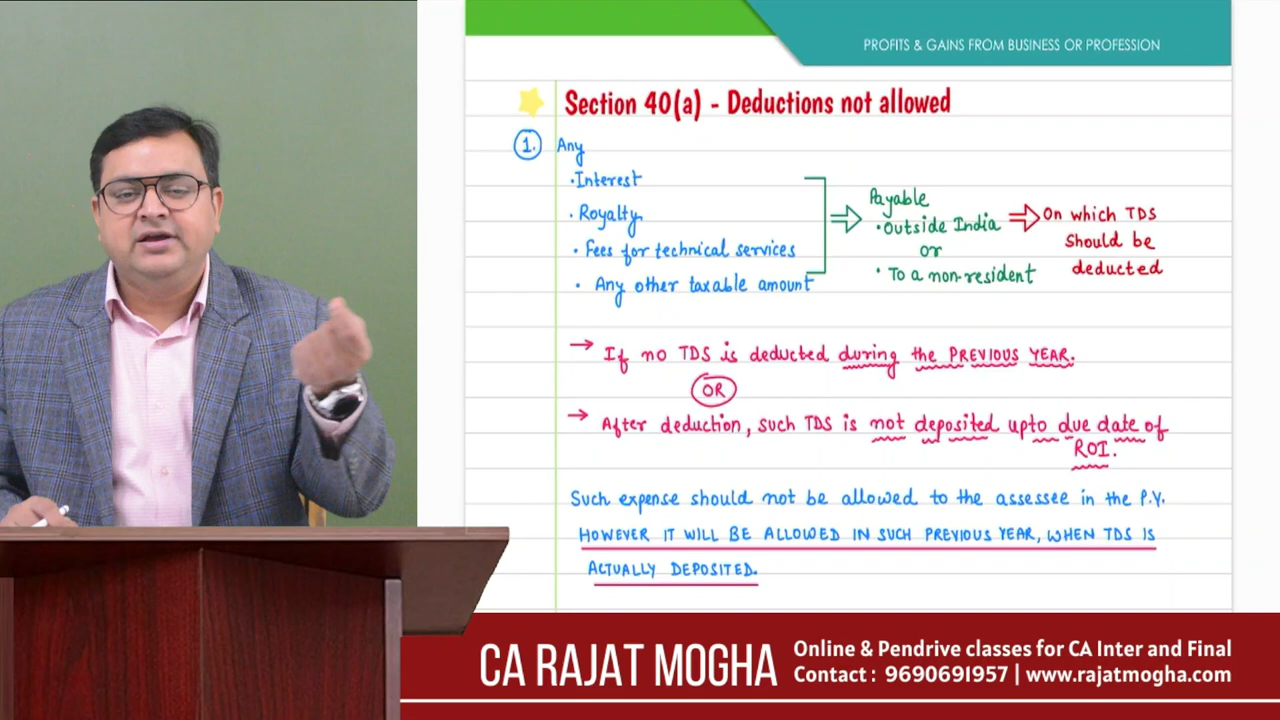 PROFITS & GAINS FROM BUSINESS OR PROFESSION
Section 40(a) - Deductions not allowed
1. Any
· Interest
· Royalty
· Fees for technical services
· Any other taxable amount
Payable
· Outside India
or
· To a non-resident
On which TDS
should be
deducted
→ If no TDS is deducted during the PREVIOUS YEAR.
OR
→ After deduction, such TDS is not deposited upto due date of
ROI.
Such expense should not be allowed to the assessee in the P.Y.
HOWEVER IT WILL BE ALLOWED IN SUCH PREVIOUS YEAR, WHEN TDS IS
ACTUALLY DEPOSITED.
CA RAJAT MOGHA
Online & Pendrive classes for CA Inter and Final
Contact : 9690691957 | www.rajatmogha.com